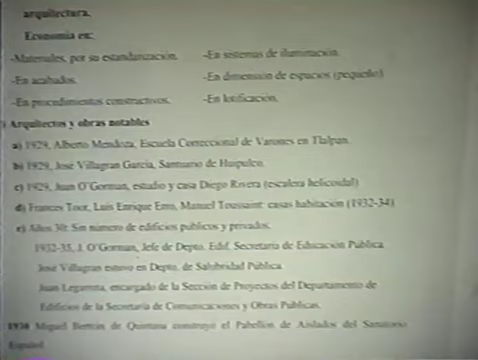 arquitectura.
Economía en:
-Materiales, por su estandarización. -En sistemas de iluminación.
-En acabados. -En dimensión de espacios (pequeño)
-En procedimientos constructivos. -En lotificación.
Arquitectos y obras notables
a) 1929, Alberto Mendoza, Escuela Correccional de Varones en Tlalpan.
b) 1929, José Villagran García, Sanatorio de Huipulco.
c) 1929, Juan O'Gorman, estudio y casa Diego Rivera (escalera helicoidal)
d) Frances Toor, Luis Enrique Erro, Manuel Toussaint: casas habitación (1932-34)
e) Años 30: Sin número de edificios públicos y privados.
1932-35, J. O'Gorman, Jefe de Depto. Edif. Secretaría de Educación Pública
José Villagran estuvo en Depto. de Salubridad Pública
Juan Legarreta, encargado de la Sección de Proyectos del Departamento de
Edificios de la Secretaría de Comunicaciones y Obras Públicas.
1930 Miguel Bertrán de Quintana construyó el Pabellón de Aislados del Sanatorio
Español